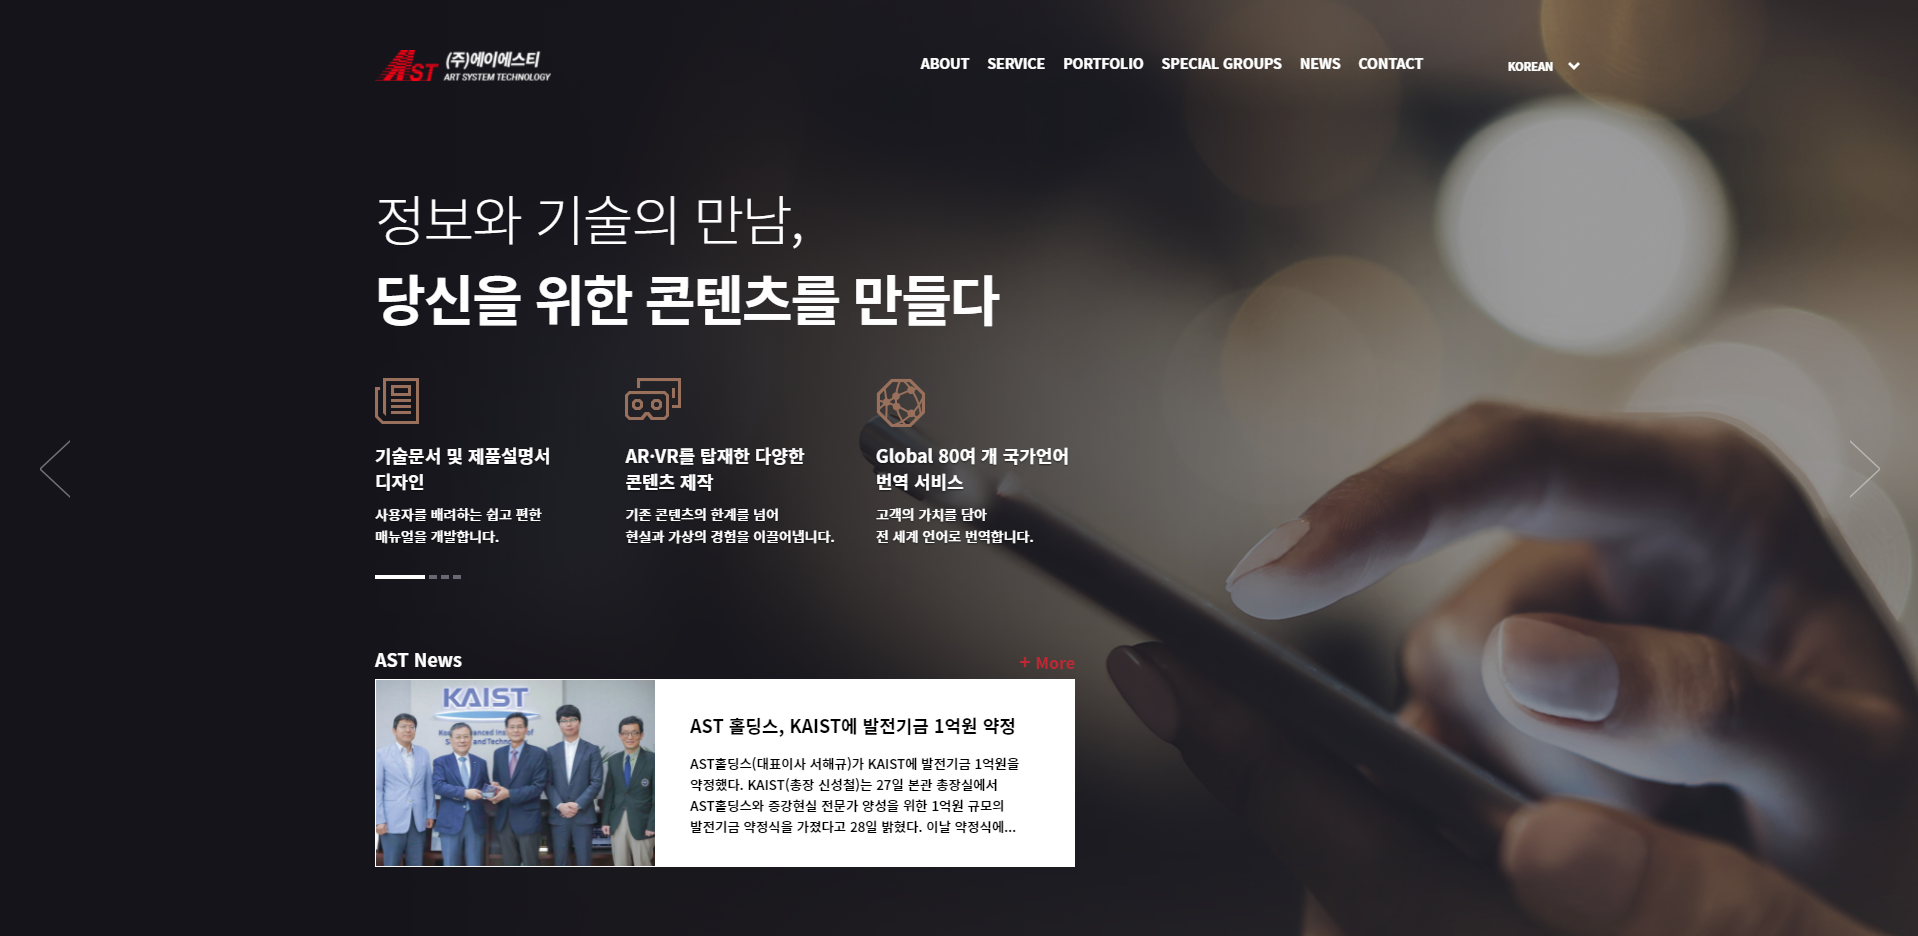 AST (주)에이에스티
ART SYSTEM TECHNOLOGY
ABOUT SERVICE PORTFOLIO SPECIAL GROUPS NEWS CONTACT KOREAN
정보와 기술의 만남,
당신을 위한 콘텐츠를 만들다
기술문서 및 제품설명서
디자인
사용자를 배려하는 쉽고 편한
매뉴얼을 개발합니다.
AR·VR를 탑재한 다양한
콘텐츠 제작
기존 콘텐츠의 한계를 넘어
현실과 가상의 경험을 이끌어냅니다.
Global 80여 개 국가언어
번역 서비스
고객의 가치를 담아
전 세계 언어로 번역합니다.
AST News
+ More
KAIST
AST 홀딩스, KAIST에 발전기금 1억원 약정
AST홀딩스(대표이사 서해규)가 KAIST에 발전기금 1억원을
약정했다. KAIST(총장 신성철)는 27일 본관 총장실에서
AST홀딩스와 증강현실 전문가 양성을 위한 1억원 규모의
발전기금 약정식을 가졌다고 28일 밝혔다. 이날 약정식에...